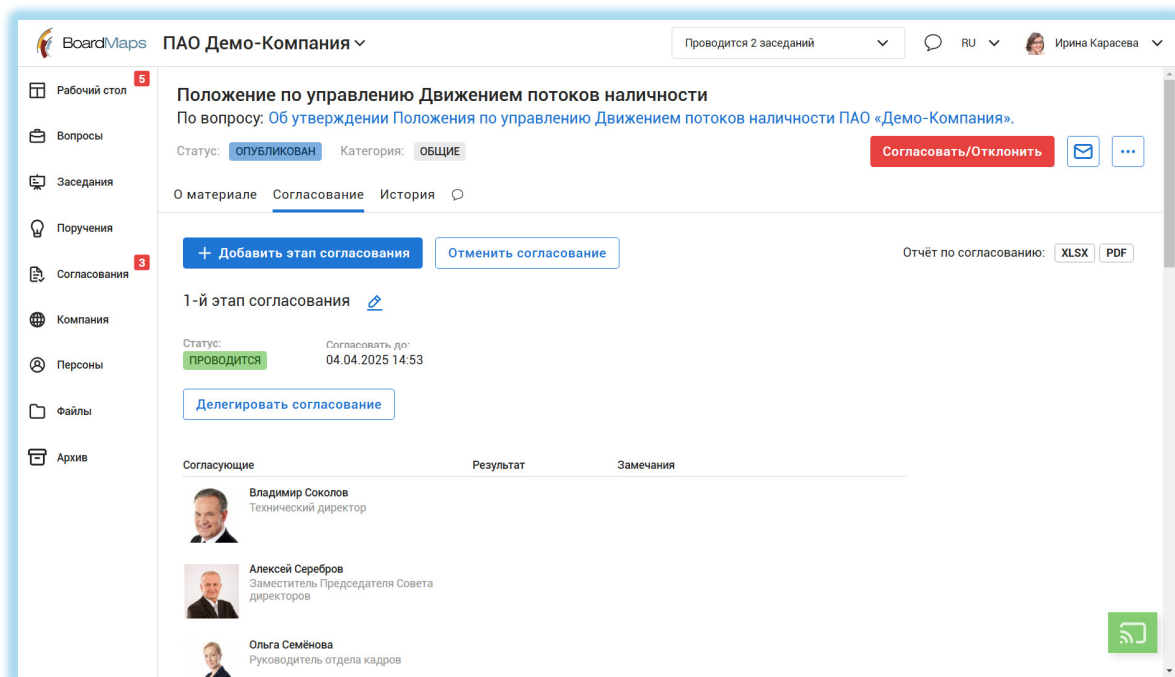 BoardMaps
ПАО Демо-Компания
Проводится 2 заседаний
RU
Ирина Карасева
Рабочий стол
5
Вопросы
Заседания
Поручения
Согласования
3
Компания
Персоны
Файлы
Архив
Положение по управлению Движением потоков наличности
По вопросу: Об утверждении Положения по управлению Движением потоков наличности ПАО «Демо-Компания».
Статус: ОПУБЛИКОВАН Категория: ОБЩИЕ
Согласовать/Отклонить
...
О материале Согласование История
+ Добавить этап согласования
Отменить согласование
Отчёт по согласованию: XLSX PDF
1-й этап согласования
Статус: Согласовать до:
ПРОВОДИТСЯ 04.04.2025 14:53
Делегировать согласование
Согласующие Результат Замечания
Владимир Соколов
Технический директор
Алексей Серебров
Заместитель Председателя Совета
директоров
Ольга Семёнова
Руководитель отдела кадров